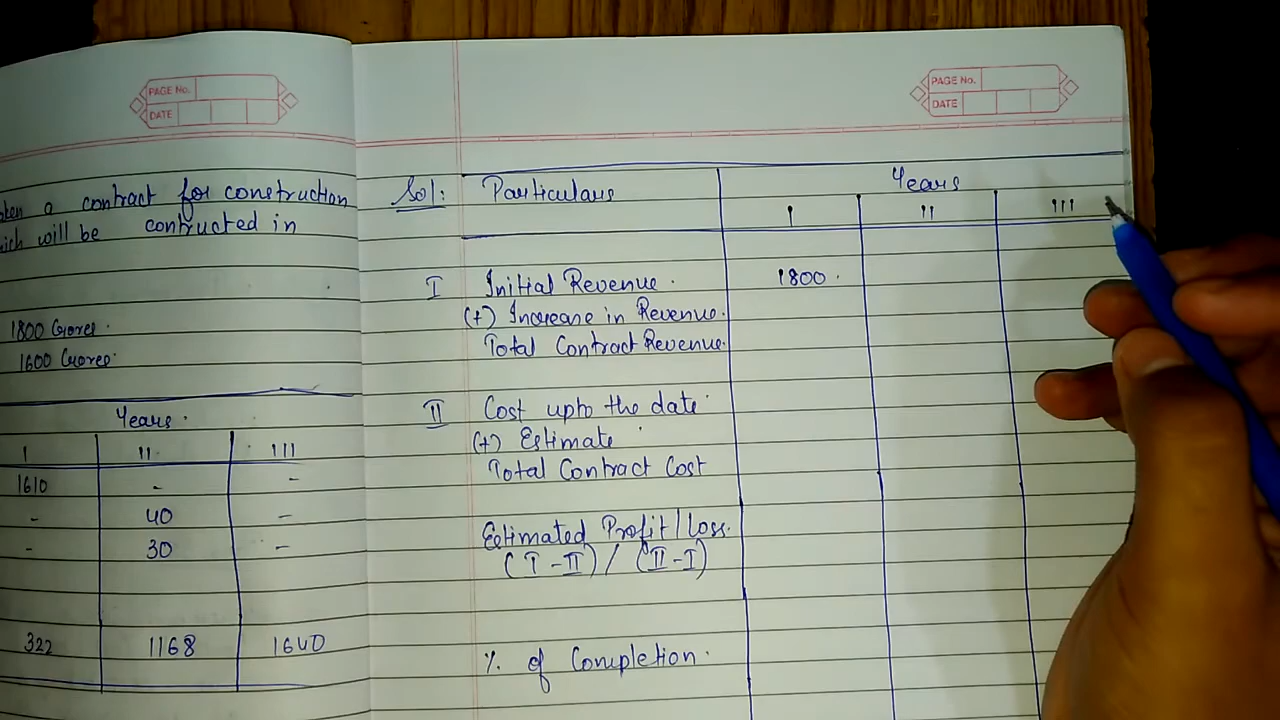 PAGE No.
DATE
a contract for construction
will be contructed in
1800 Crores.
1600 Crores.
Years.
I II. III
1610 - -
- 40 -
- 30 -
322 1168 1640
PAGE No.
DATE
Sol: Particulars Years
I II III
I Initial Revenue. 1800.
(+) Increase in Revenue.
Total Contract Revenue.
II Cost upto the date
(+) Estimate
Total Contract Cost
Estimated Profit/Loss.
(I-II) / (II-I)
% of Completion.